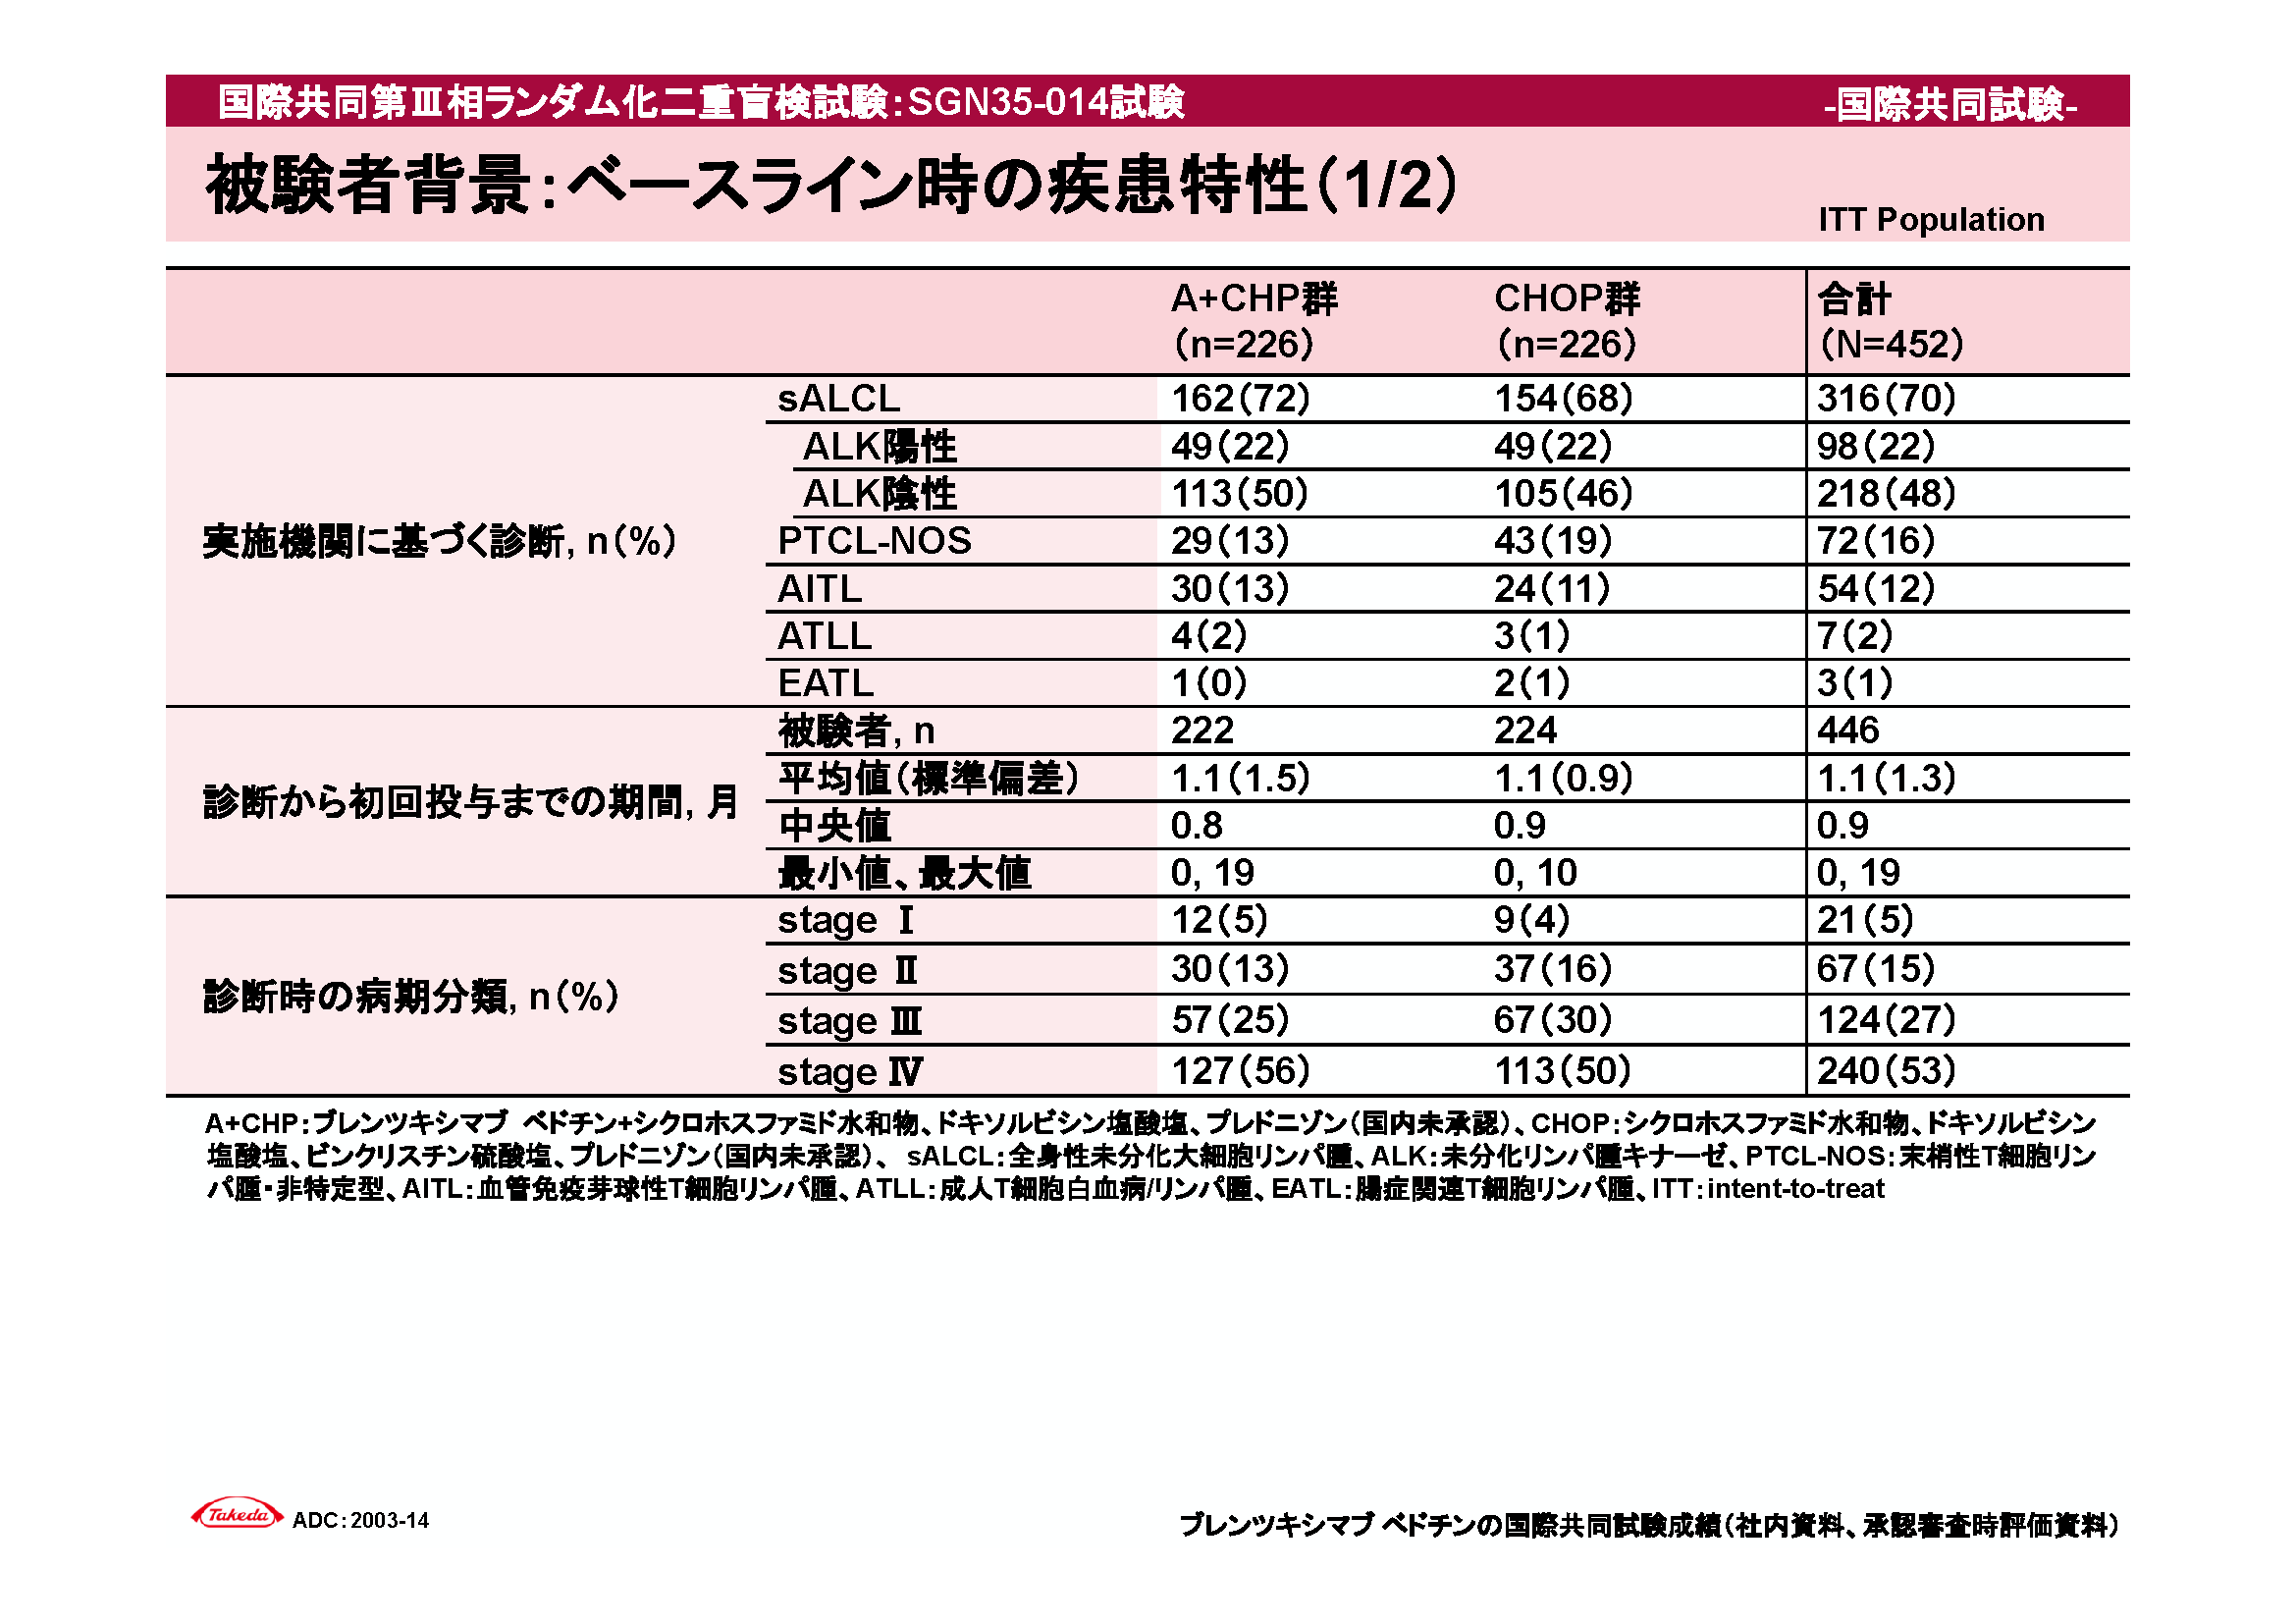 国際共同第Ⅲ相ランダム化二重盲検試験：SGN35-014試験 -国際共同試験-
被験者背景：ベースライン時の疾患特性（1/2） ITT Population
A+CHP群 CHOP群 合計
（n=226） （n=226） （N=452）
sALCL 162（72） 154（68） 316（70）
ALK陽性 49（22） 49（22） 98（22）
ALK陰性 113（50） 105（46） 218（48）
実施機関に基づく診断, n（%） PTCL-NOS 29（13） 43（19） 72（16）
AITL 30（13） 24（11） 54（12）
ATLL 4（2） 3（1） 7（2）
EATL 1（0） 2（1） 3（1）
被験者, n 222 224 446
診断から初回投与までの期間, 月 平均値（標準偏差） 1.1（1.5） 1.1（0.9） 1.1（1.3）
中央値 0.8 0.9 0.9
最小値、最大値 0, 19 0, 10 0, 19
stage Ⅰ 12（5） 9（4） 21（5）
stage Ⅱ 30（13） 37（16） 67（15）
診断時の病期分類, n（%） stage Ⅲ 57（25） 67（30） 124（27）
stage Ⅳ 127（56） 113（50） 240（53）
A+CHP：ブレンツキシマブ ベドチン+シクロホスファミド水和物、ドキソルビシン塩酸塩、プレドニゾン（国内未承認）、CHOP：シクロホスファミド水和物、ドキソルビシン
塩酸塩、ビンクリスチン硫酸塩、プレドニゾン（国内未承認）、 sALCL：全身性未分化大細胞リンパ腫、ALK：未分化リンパ腫キナーゼ、PTCL-NOS：末梢性T細胞リン
パ腫・非特定型、AITL：血管免疫芽球性T細胞リンパ腫、ATLL：成人T細胞白血病/リンパ腫、EATL：腸症関連T細胞リンパ腫、ITT：intent-to-treat
Takeda ADC：2003-14 ブレンツキシマブ ベドチンの国際共同試験成績（社内資料、承認審査時評価資料）